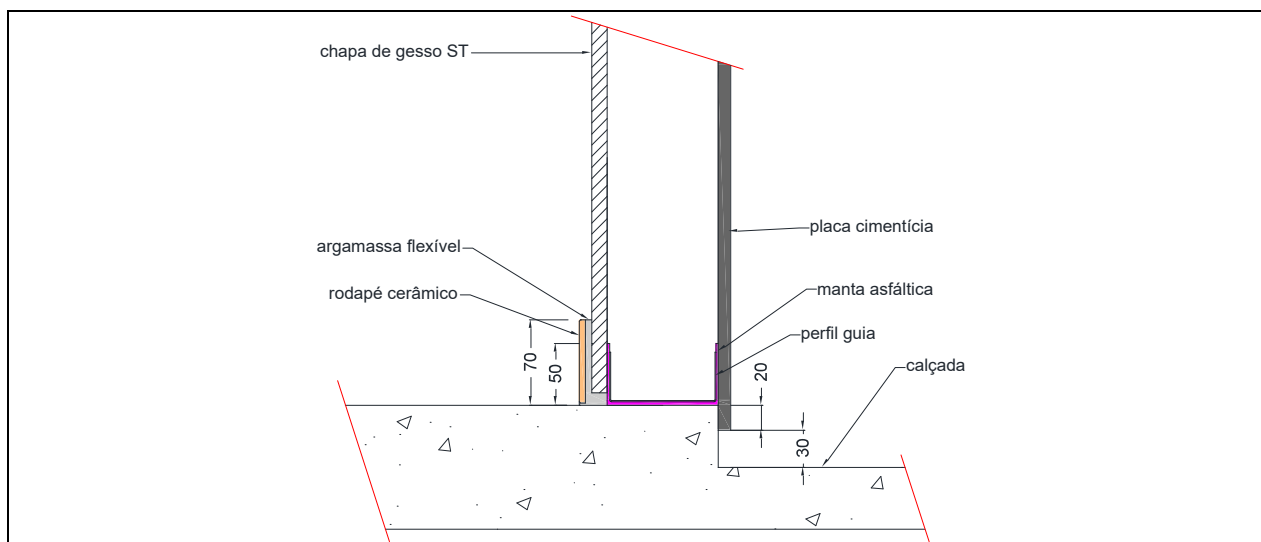 chapa de gesso ST
placa cimentícia
argamassa flexível
manta asfáltica
rodapé cerâmico
perfil guia
calçada
70
50
20
30